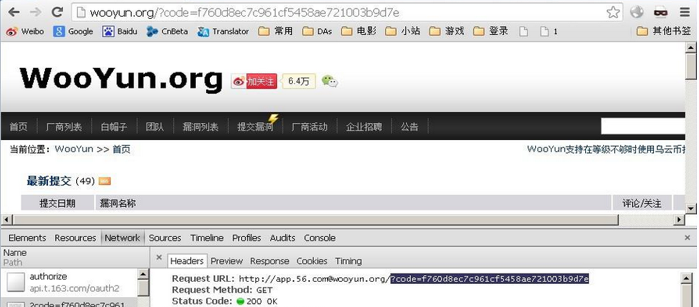 wooyun.org/?code=f760d8ec7c961cf5458ae721003b9d7e
Weibo Google Baidu CnBeta Translator 常用 DAs 电影 小站 游戏 登录 1 其他书签
WooYun.org 加关注 6.4万
首页 厂商列表 白帽子 团队 漏洞列表 提交漏洞 厂商活动 企业招聘 公告
当前位置：WooYun >> 首页 WooYun支持在等级不够时使用乌云币
最新提交 (49)
提交日期 漏洞名称 评论/关注
Elements Resources Network Sources Timeline Profiles Audits Console
Name
Path
Headers Preview Response Cookies Timing
authorize
api.t.163.com/oauth2
?code=f760d8ec7c961
Request URL: http://app.56.com@wooyun.org/?code=f760d8ec7c961cf5458ae721003b9d7e
Request Method: GET
Status Code: 200 OK